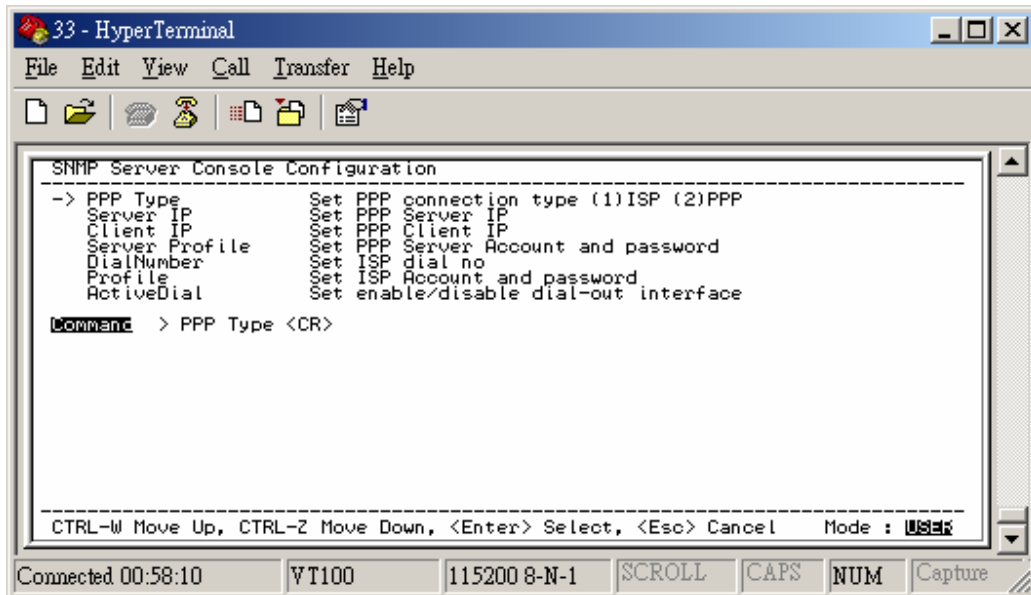 33 - HyperTerminal
File Edit View Call Transfer Help
SNMP Server Console Configuration
-> PPP Type Set PPP connection type (1)ISP (2)PPP
Server IP Set PPP Server IP
Client IP Set PPP Client IP
Server Profile Set PPP Server Account and password
DialNumber Set ISP dial no
Profile Set ISP Account and password
ActiveDial Set enable/disable dial-out interface
Command > PPP Type <CR>
CTRL-W Move Up, CTRL-Z Move Down, <Enter> Select, <Esc> Cancel Mode : USER
Connected 00:58:10 VT100 115200 8-N-1 SCROLL CAPS NUM Capture